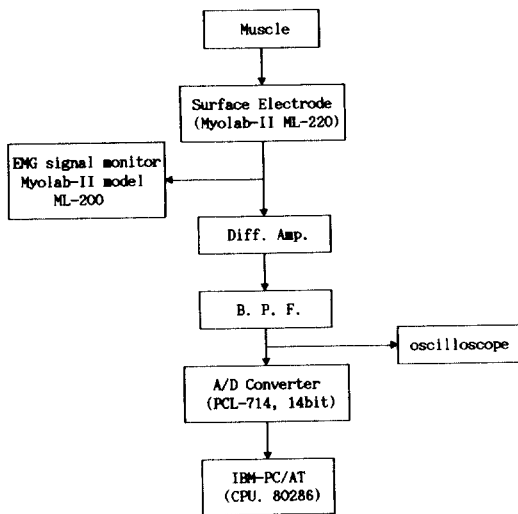 Muscle
Surface Electrode
(Myolab-II ML-220)
EMG signal monitor
Myolab-II model
ML-200
Diff. Amp.
B. P. F.
oscilloscope
A/D Converter
(PCL-714, 14bit)
IBM-PC/AT
(CPU. 80286)